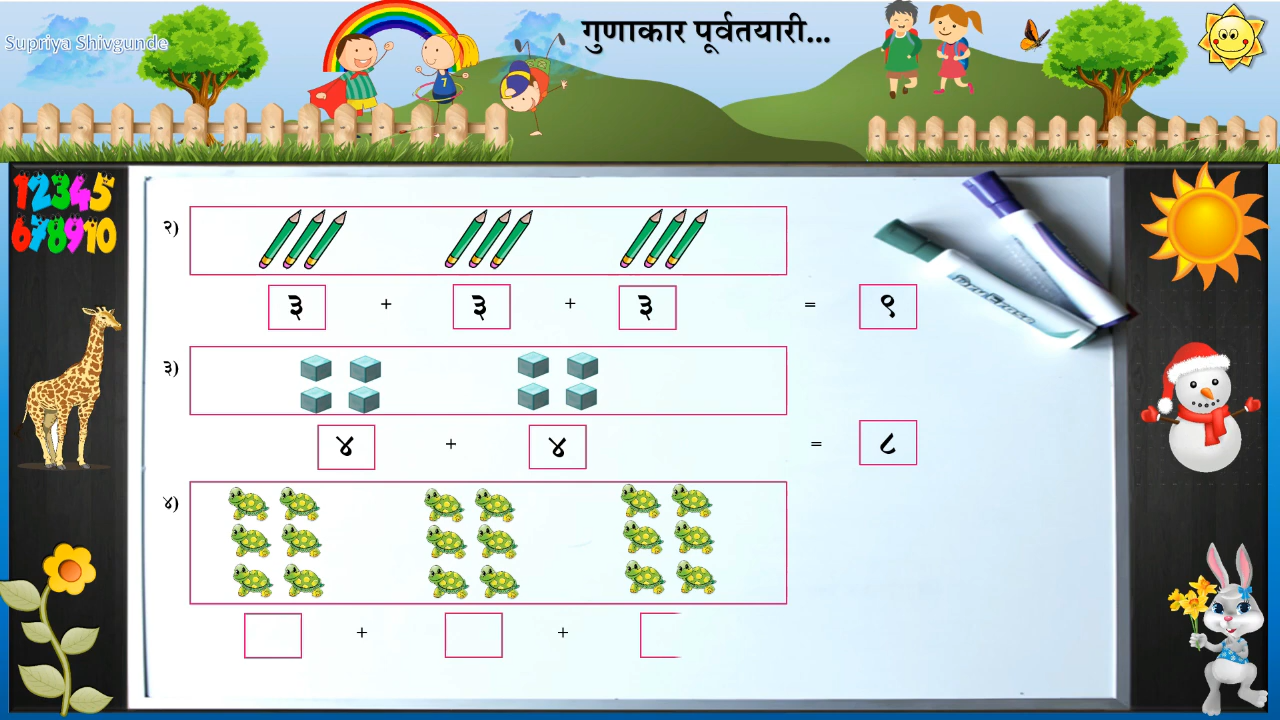 Supriya Shivgunde
गुणाकार पूर्वतयारी...
12345
678910
२)
३ + ३ + ३ = ९
३)
४ + ४ = ८
४)
+ +